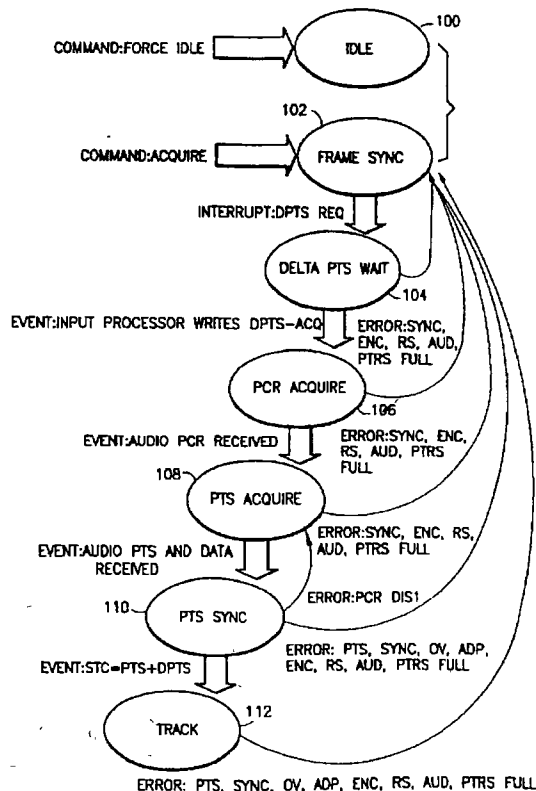 100
COMMAND:FORCE IDLE
IDLE
102
COMMAND:ACQUIRE
FRAME SYNC
INTERRUPT:DPTS REQ
DELTA PTS WAIT
104
EVENT:INPUT PROCESSOR WRITES DPTS-ACQ
ERROR:SYNC,
ENC, RS, AUD,
PTRS FULL
PCR ACQUIRE
106
EVENT:AUDIO PCR RECEIVED
ERROR:SYNC, ENC,
RS, AUD, PTRS
FULL
108
PTS ACQUIRE
ERROR:SYNC, ENC, RS,
AUD, PTRS FULL
EVENT:AUDIO PTS AND DATA
RECEIVED
ERROR:PCR DIS1
110
PTS SYNC
ERROR: PTS, SYNC, OV, ADP,
ENC, RS, AUD, PTRS FULL
EVENT:STC=PTS+DPTS
112
TRACK
ERROR: PTS, SYNC, OV, ADP, ENC, RS, AUD, PTRS FULL